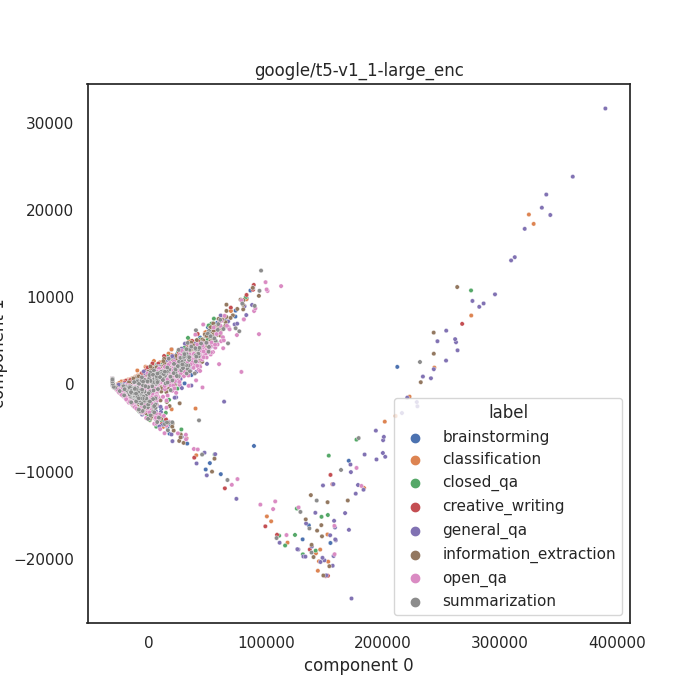 google/t5-v1_1-large_enc
30000
20000
10000
0
−10000
−20000
component 1
0
100000
200000
300000
400000
component 0
label
brainstorming
classification
closed_qa
creative_writing
general_qa
information_extraction
open_qa
summarization